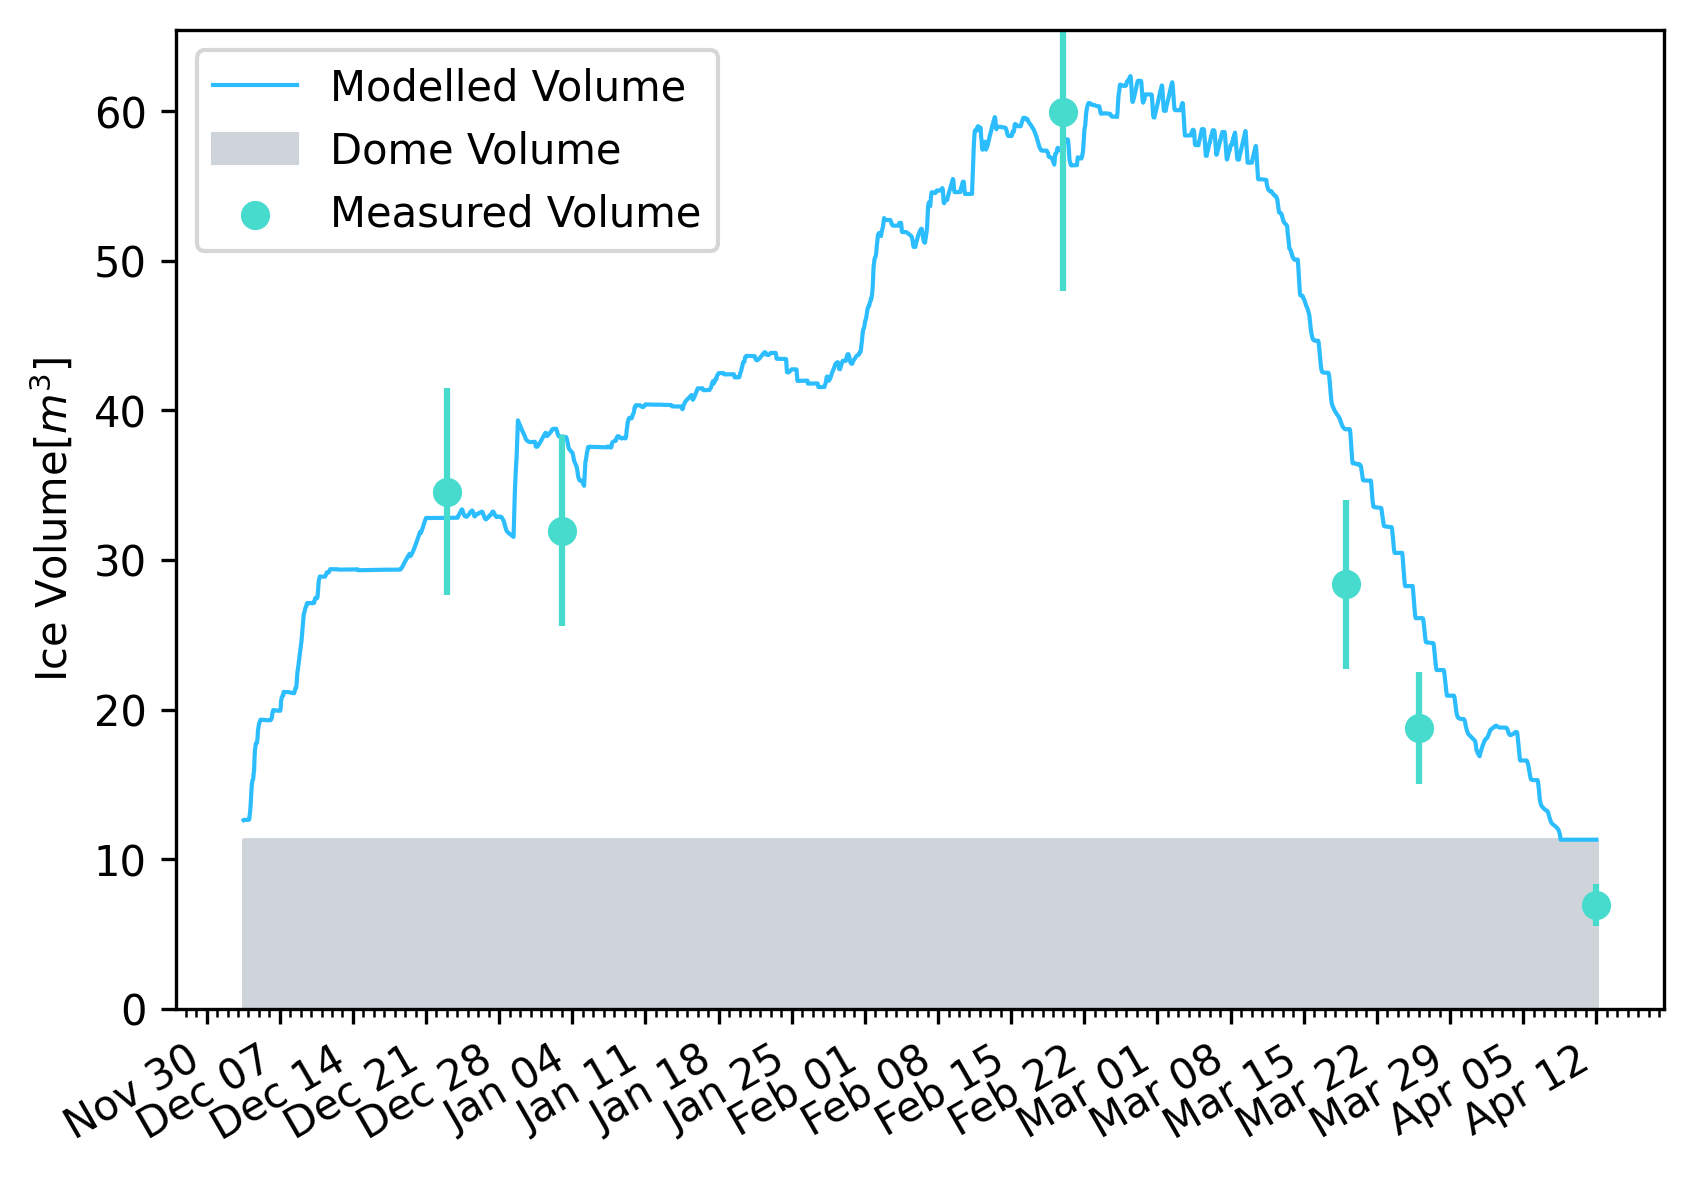 Modelled Volume
Dome Volume
Measured Volume
Ice Volume[m³]
60
50
40
30
20
10
0
Nov 30
Dec 07
Dec 14
Dec 21
Dec 28
Jan 04
Jan 11
Jan 18
Jan 25
Feb 01
Feb 08
Feb 15
Feb 22
Mar 01
Mar 08
Mar 15
Mar 22
Mar 29
Apr 05
Apr 12